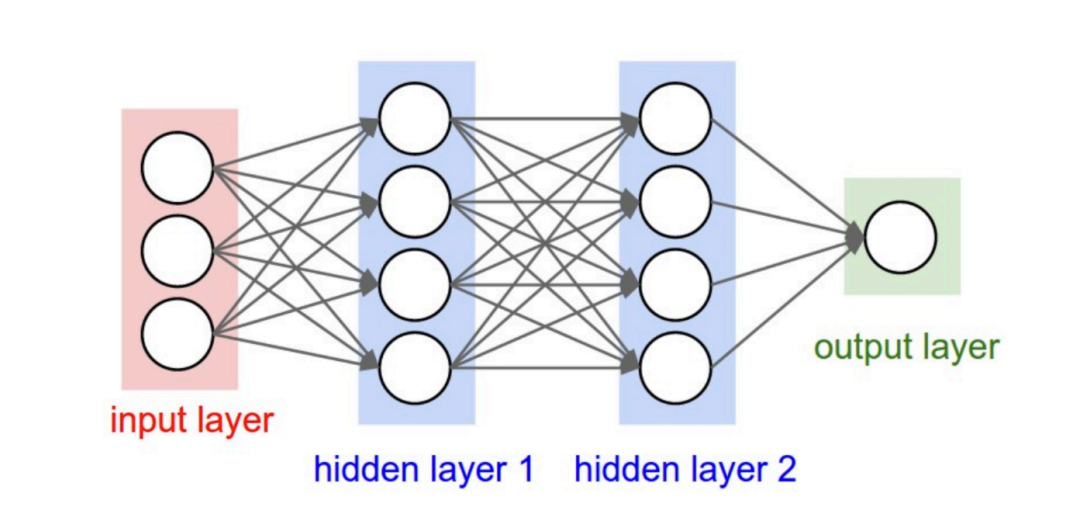 input layer
hidden layer 1
hidden layer 2
output layer